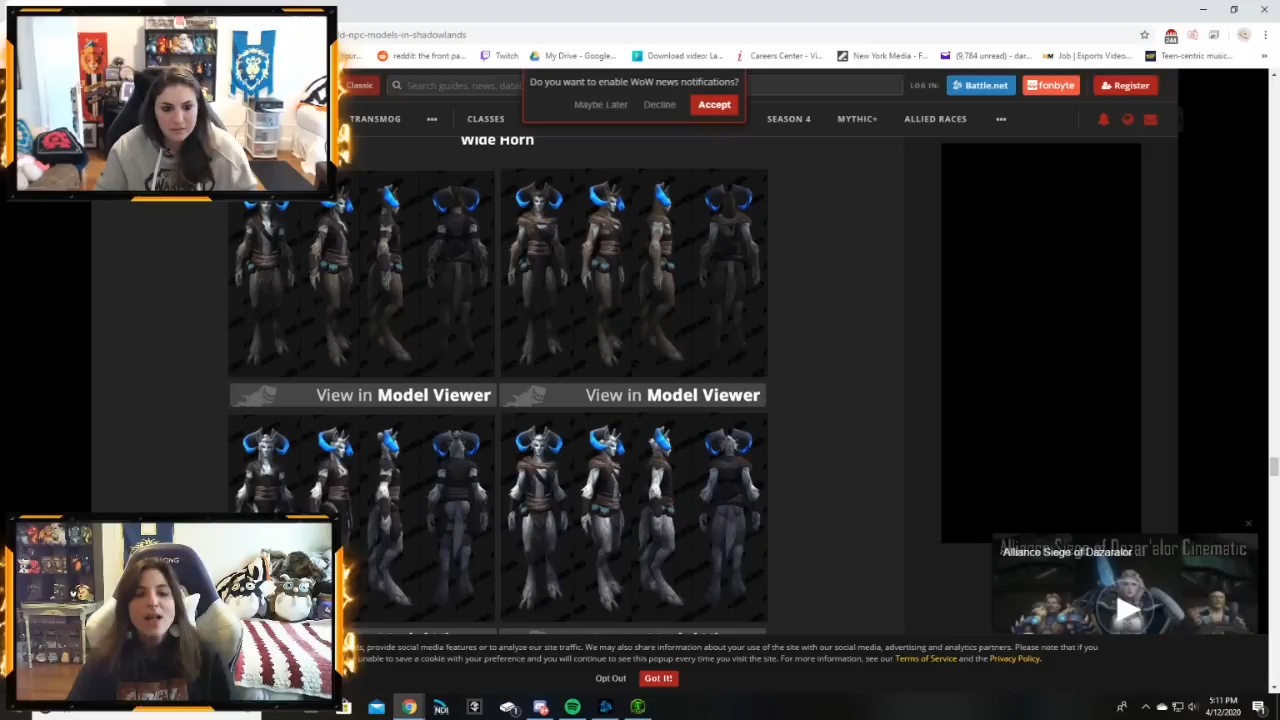 d-npc-models-in-shadowlands
244
Your...
reddit: the front pa...
Twitch
My Drive - Google...
Download video: La...
Careers Center - Vi...
New York Media - F...
(9,784 unread) - dar...
Job | Esports Video...
Teen-centric music...
Classic
Search guides, news, data
Do you want to enable WoW news notifications?
Maybe Later
Decline
Accept
LOG IN:
Battle.net
fanbyte
Register
TRANSMOG
CLASSES
SEASON 4
MYTHIC+
ALLIED RACES
Wide Horn
View in Model Viewer
View in Model Viewer
Alliance Siege of Dazar'alor Cinematic
Alliance Siege of Dazaralor ...
, provide social media features or to analyze our site traffic. We may also share information about your use of the site with our social media, advertising and analytics partners. Please note that if you
unable to save a cookie with your preference and you will continue to see this popup every time you visit the site. For more information, see our Terms of Service and the Privacy Policy.
Opt Out
Got It!
5:11 PM
4/12/2020